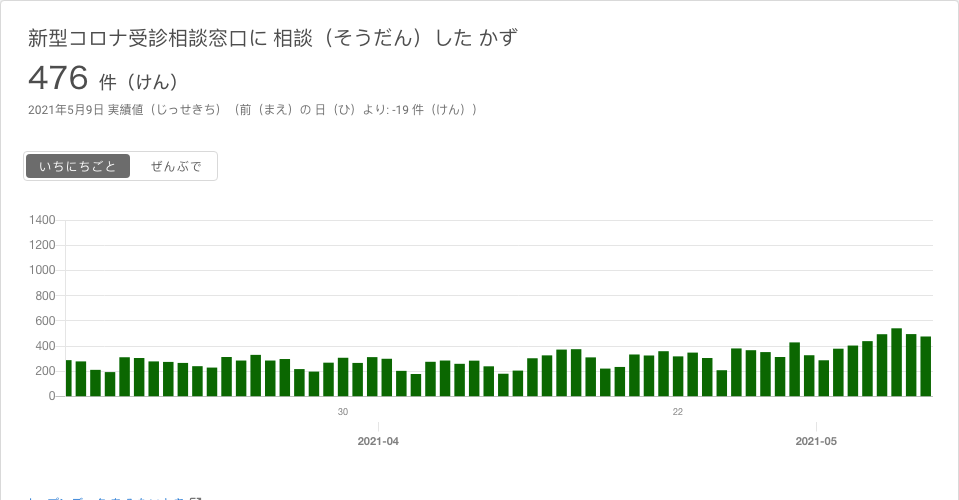 新型コロナ受診相談窓口に 相談（そうだん）した かず
476 件（けん）
2021年5月9日 実績値（じっせきち）（前（まえ）の 日（ひ）より: -19 件（けん））
いちにちごと ぜんぶで
1400
1200
1000
800
600
400
200
0
30 22
2021-04 2021-05